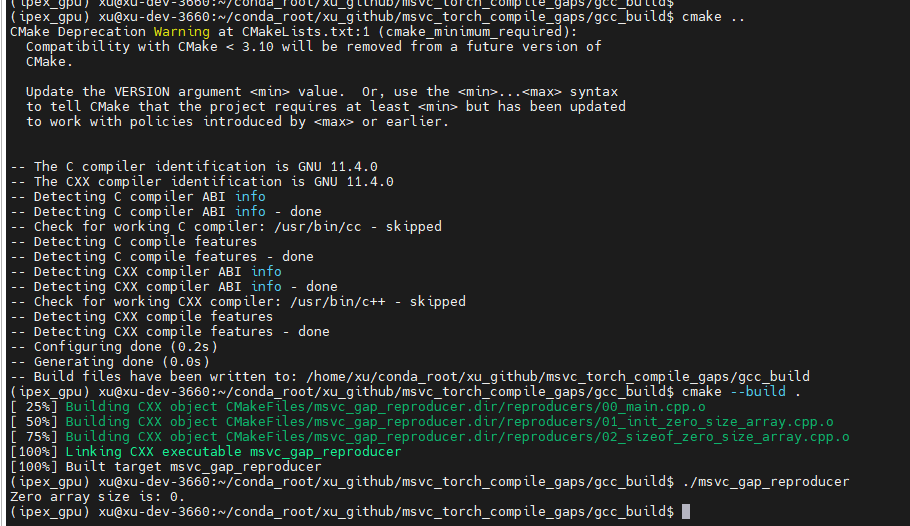 (ipex_gpu) xu@xu-dev-3660:~/conda_root/xu_github/msvc_torch_compile_gaps/gcc_build$
(ipex_gpu) xu@xu-dev-3660:~/conda_root/xu_github/msvc_torch_compile_gaps/gcc_build$ cmake ..
CMake Deprecation Warning at CMakeLists.txt:1 (cmake_minimum_required):
  Compatibility with CMake < 3.10 will be removed from a future version of
  CMake.

  Update the VERSION argument <min> value.  Or, use the <min>...<max> syntax
  to tell CMake that the project requires at least <min> but has been updated
  to work with policies introduced by <max> or earlier.


-- The C compiler identification is GNU 11.4.0
-- The CXX compiler identification is GNU 11.4.0
-- Detecting C compiler ABI info
-- Detecting C compiler ABI info - done
-- Check for working C compiler: /usr/bin/cc - skipped
-- Detecting C compile features
-- Detecting C compile features - done
-- Detecting CXX compiler ABI info
-- Detecting CXX compiler ABI info - done
-- Check for working CXX compiler: /usr/bin/c++ - skipped
-- Detecting CXX compile features
-- Detecting CXX compile features - done
-- Configuring done (0.2s)
-- Generating done (0.0s)
-- Build files have been written to: /home/xu/conda_root/xu_github/msvc_torch_compile_gaps/gcc_build
(ipex_gpu) xu@xu-dev-3660:~/conda_root/xu_github/msvc_torch_compile_gaps/gcc_build$ cmake --build .
[ 25%] Building CXX object CMakeFiles/msvc_gap_reproducer.dir/reproducers/00_main.cpp.o
[ 50%] Building CXX object CMakeFiles/msvc_gap_reproducer.dir/reproducers/01_init_zero_size_array.cpp.o
[ 75%] Building CXX object CMakeFiles/msvc_gap_reproducer.dir/reproducers/02_sizeof_zero_size_array.cpp.o
[100%] Linking CXX executable msvc_gap_reproducer
[100%] Built target msvc_gap_reproducer
(ipex_gpu) xu@xu-dev-3660:~/conda_root/xu_github/msvc_torch_compile_gaps/gcc_build$ ./msvc_gap_reproducer
Zero array size is: 0.
(ipex_gpu) xu@xu-dev-3660:~/conda_root/xu_github/msvc_torch_compile_gaps/gcc_build$